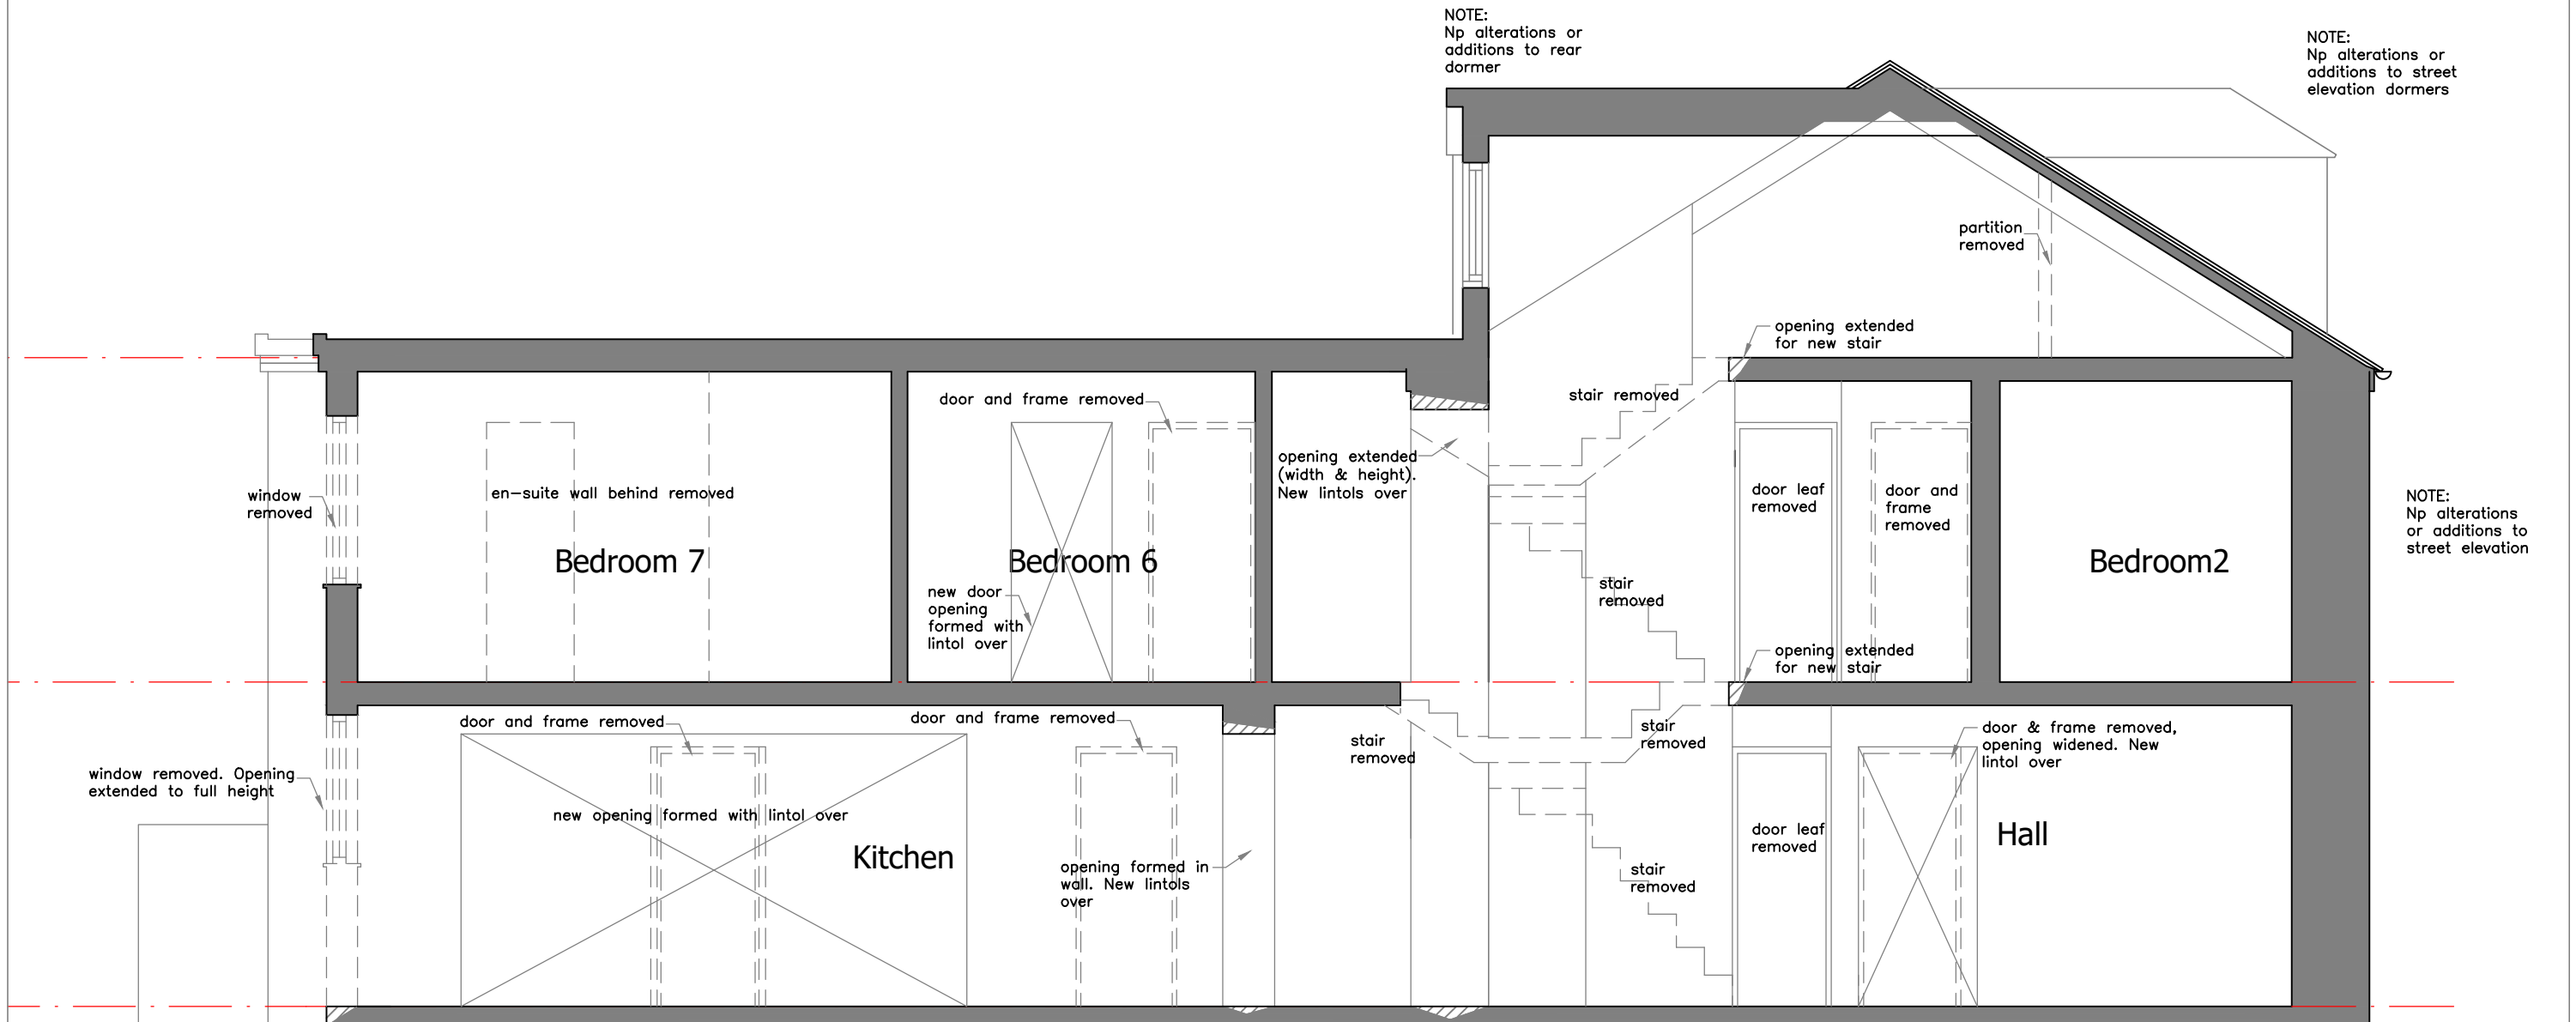 NOTE:
Np alterations or
additions to rear
dormer
NOTE:
Np alterations or
additions to street
elevation dormers
partition
removed
opening extended
for new stair
door and frame removed
stair removed
opening extended
(width & height).
New lintols over
window
removed
en-suite wall behind removed
door leaf
removed
door and
frame
removed
NOTE:
Np alterations
or additions to
street elevation
Bedroom 7
Bedroom 6
Bedroom2
new door
opening
formed with
lintol over
stair
removed
opening extended
for new stair
door and frame removed
door and frame removed
stair
removed
stair
removed
door & frame removed,
opening widened. New
lintol over
window removed. Opening
extended to full height
new opening formed with lintol over
Kitchen
door leaf
removed
Hall
opening formed in
wall. New lintols
over
stair
removed